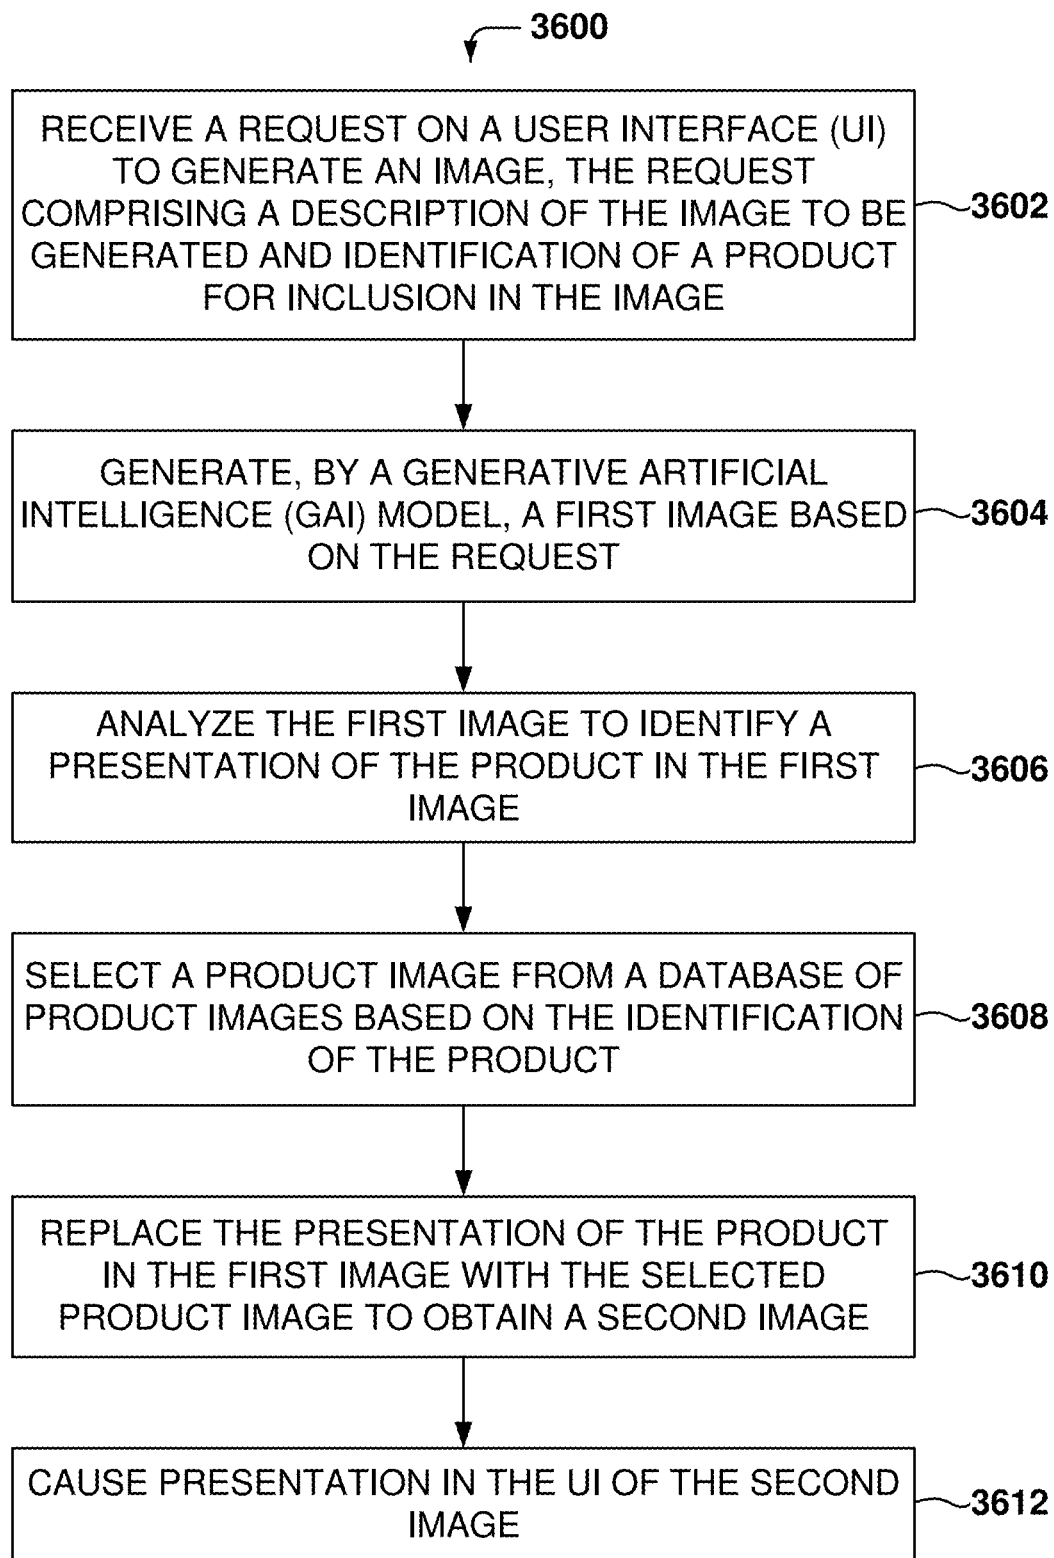 3600
RECEIVE A REQUEST ON A USER INTERFACE (UI)
TO GENERATE AN IMAGE, THE REQUEST
COMPRISING A DESCRIPTION OF THE IMAGE TO BE
GENERATED AND IDENTIFICATION OF A PRODUCT
FOR INCLUSION IN THE IMAGE
3602
GENERATE, BY A GENERATIVE ARTIFICIAL
INTELLIGENCE (GAI) MODEL, A FIRST IMAGE BASED
ON THE REQUEST
3604
ANALYZE THE FIRST IMAGE TO IDENTIFY A
PRESENTATION OF THE PRODUCT IN THE FIRST
IMAGE
3606
SELECT A PRODUCT IMAGE FROM A DATABASE OF
PRODUCT IMAGES BASED ON THE IDENTIFICATION
OF THE PRODUCT
3608
REPLACE THE PRESENTATION OF THE PRODUCT
IN THE FIRST IMAGE WITH THE SELECTED
PRODUCT IMAGE TO OBTAIN A SECOND IMAGE
3610
CAUSE PRESENTATION IN THE UI OF THE SECOND
IMAGE
3612